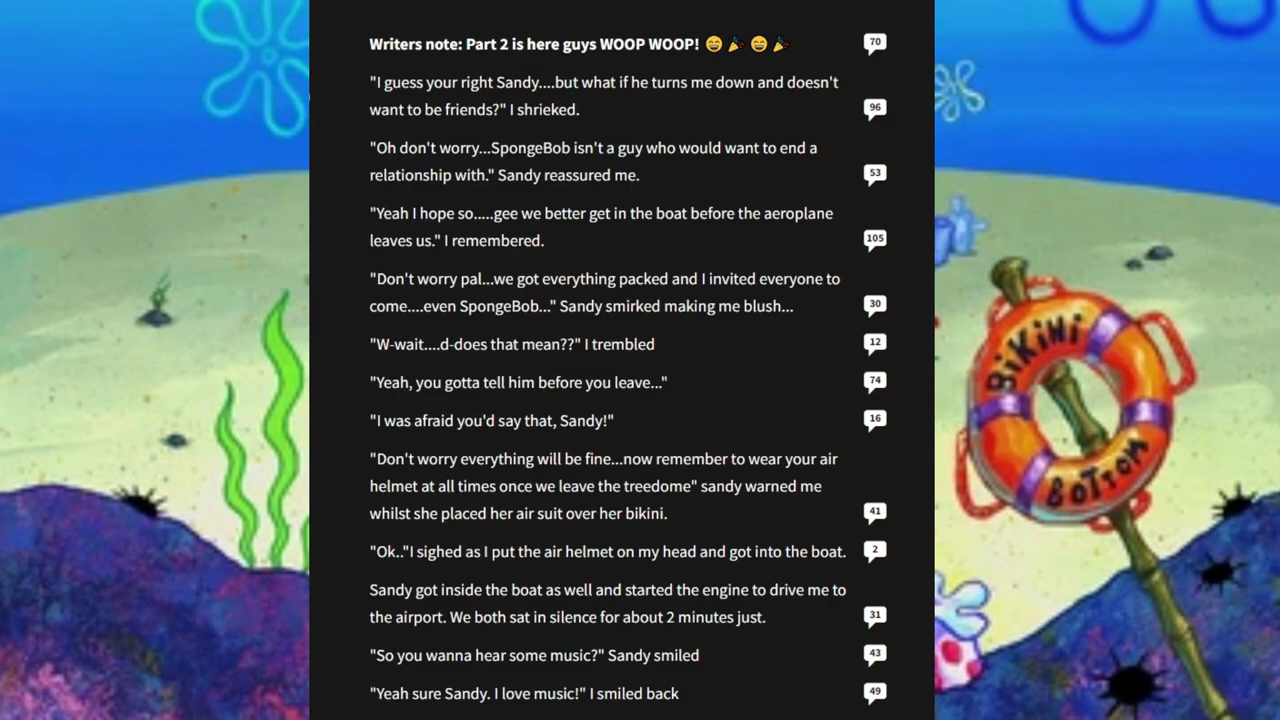 Writers note: Part 2 is here guys WOOP WOOP! 😄 🎉 😄 🎉
70
"I guess your right Sandy....but what if he turns me down and doesn't
want to be friends?" I shrieked.
96
"Oh don't worry...SpongeBob isn't a guy who would want to end a
relationship with." Sandy reassured me.
53
"Yeah I hope so.....gee we better get in the boat before the aeroplane
leaves us." I remembered.
105
"Don't worry pal...we got everything packed and I invited everyone to
come....even SpongeBob..." Sandy smirked making me blush...
30
"W-wait....d-does that mean??" I trembled
12
"Yeah, you gotta tell him before you leave..."
74
"I was afraid you'd say that, Sandy!"
16
"Don't worry everything will be fine...now remember to wear your air
helmet at all times once we leave the treedome" sandy warned me
whilst she placed her air suit over her bikini.
41
"Ok.."I sighed as I put the air helmet on my head and got into the boat.
2
Sandy got inside the boat as well and started the engine to drive me to
the airport. We both sat in silence for about 2 minutes just.
31
"So you wanna hear some music?" Sandy smiled
43
"Yeah sure Sandy. I love music!" I smiled back
49
BiKiNi
BOTTOM